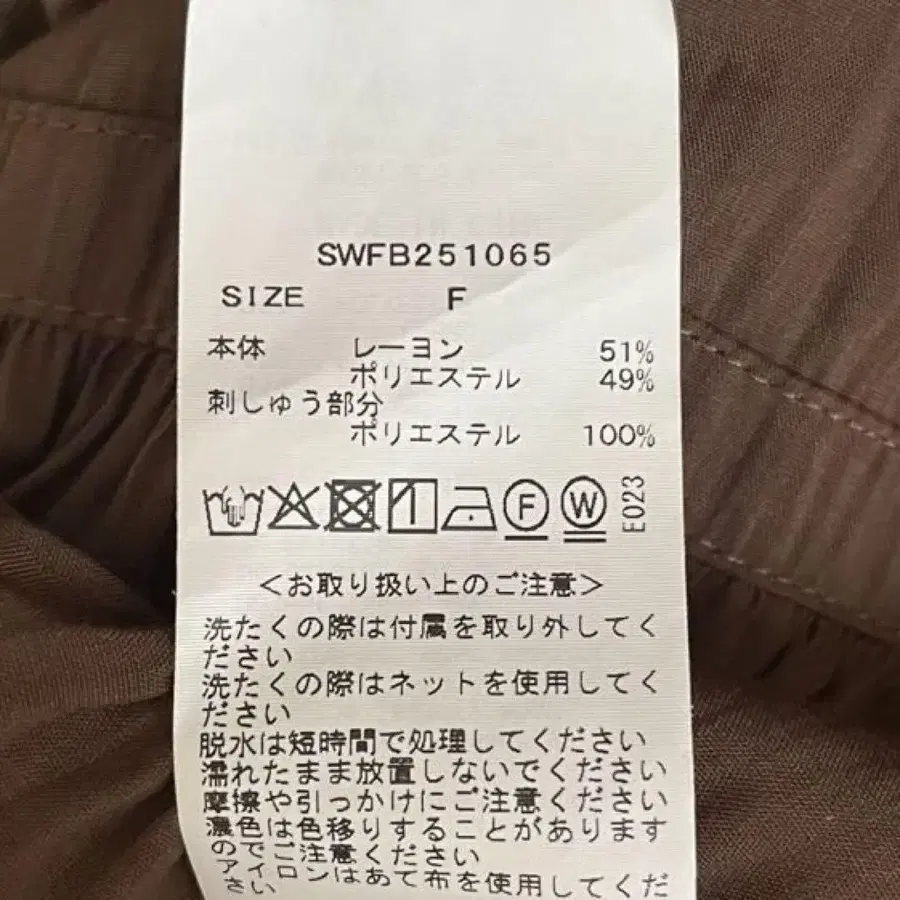 SWFB251065
SIZE F
本体 レーヨン 51%
ポリエステル 49%
刺しゅう部分
ポリエステル 100%
F W E023
＜お取り扱い上のご注意＞
洗たくの際は付属を取り外してく
ださい
洗たくの際はネットを使用してく
ださい
脱水は短時間で処理してください
濡れたまま放置しないでください
摩擦や引っかけにご注意ください
濃色は色移りすることがあります
のでご注意ください
アイロンはあて布を使用してくだ
さい